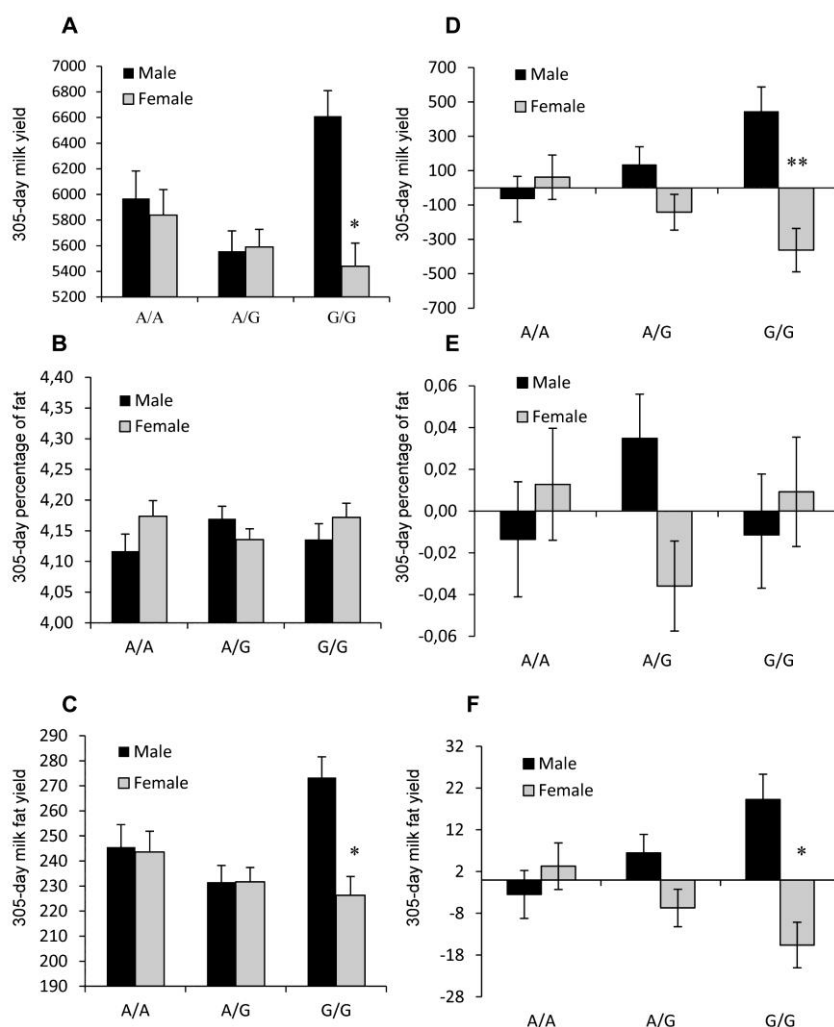 A
305-day milk yield
7000
6800
6600
6400
6200
6000
5800
5600
5400
5200
Male
Female
*
A/A A/G G/G
D
305-day milk yield
700
500
300
100
-100
-300
-500
-700
Male
Female
**
A/A A/G G/G
B
305-day percentage of fat
4,40
4,35
4,30
4,25
4,20
4,15
4,10
4,05
4,00
Male
Female
A/A A/G G/G
E
305-day percentage of fat
0,06
0,04
0,02
0,00
-0,02
-0,04
-0,06
Male
Female
A/A A/G G/G
C
305-day milk fat yield
290
280
270
260
250
240
230
220
210
200
190
Male
Female
*
A/A A/G G/G
F
305-day milk fat yield
32
22
12
2
-8
-18
-28
Male
Female
*
A/A A/G G/G